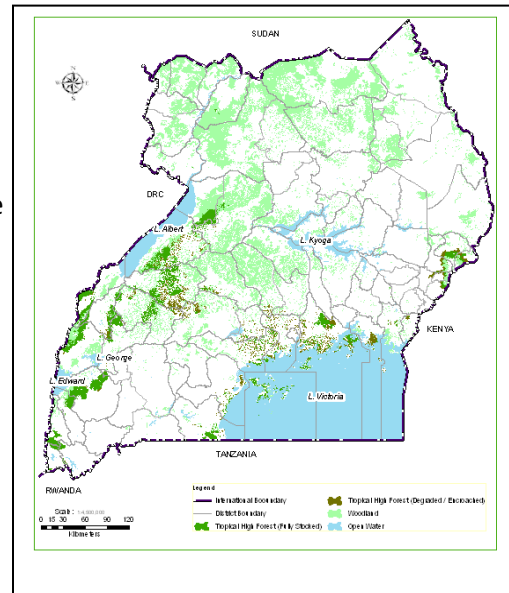 SUDAN
e
DRC
L. Albert
L. Kyoga
KENYA
L. George
L. Edward
L. Victoria
TANZANIA
RWANDA
Legend
International Boundary
District Boundary
Tropical High Forest (Fully Stocked)
Tropical High Forest (Degraded / Encroached)
Woodland
Open Water
Scale :
0 15 30 60 90 120
Kilometers